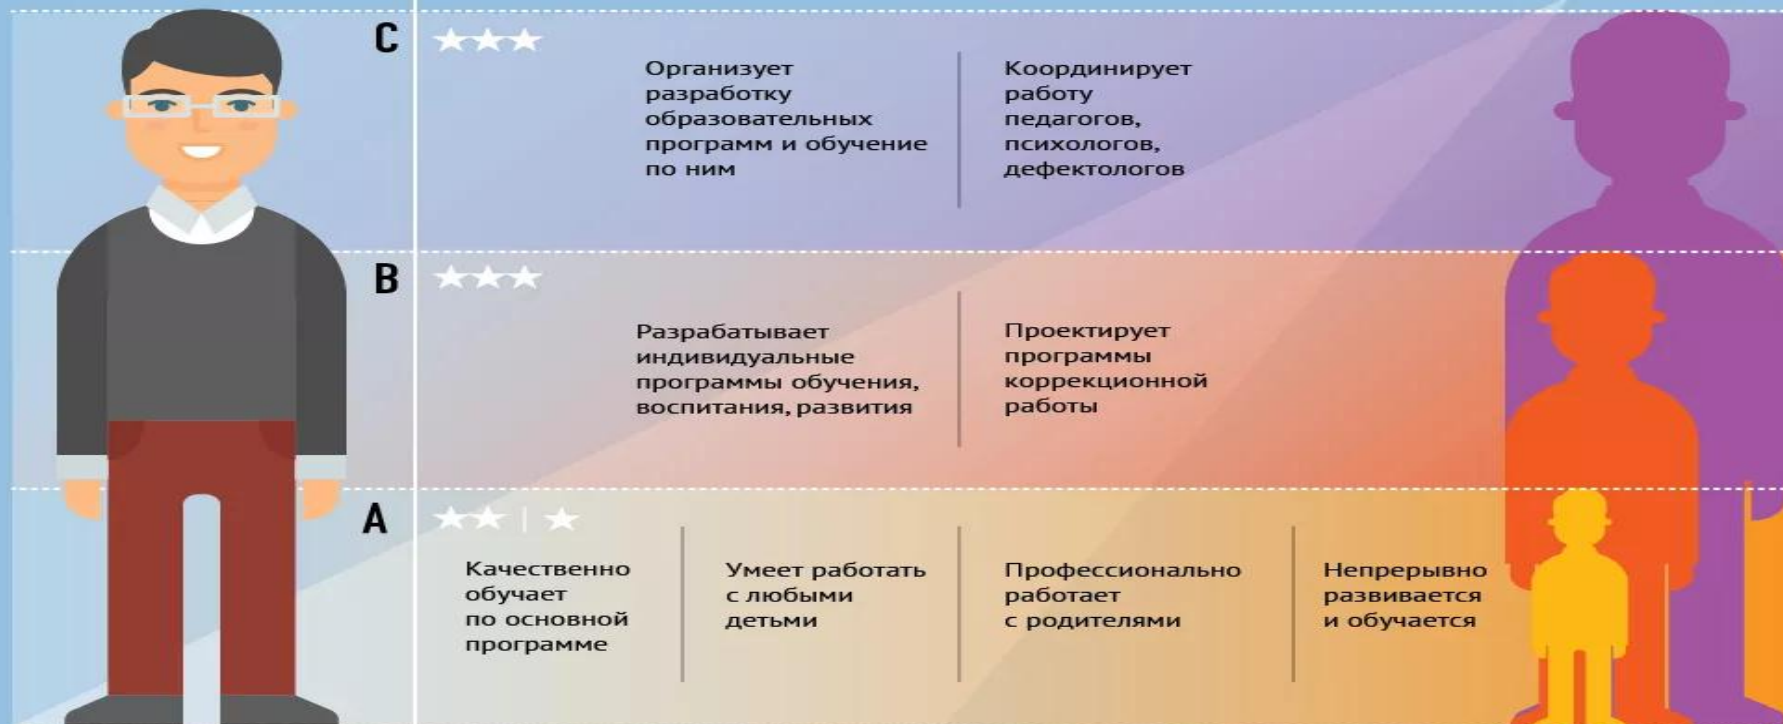 C
Организует
разработку
образовательных
программ и обучение
по ним
Координирует
работу
педагогов,
психологов,
дефектологов
B
Разрабатывает
индивидуальные
программы обучения,
воспитания, развития
Проектирует
программы
коррекционной
работы
A
Качественно
обучает
по основной
программе
Умеет работать
с любыми
детьми
Профессионально
работает
с родителями
Непрерывно
развивается
и обучается